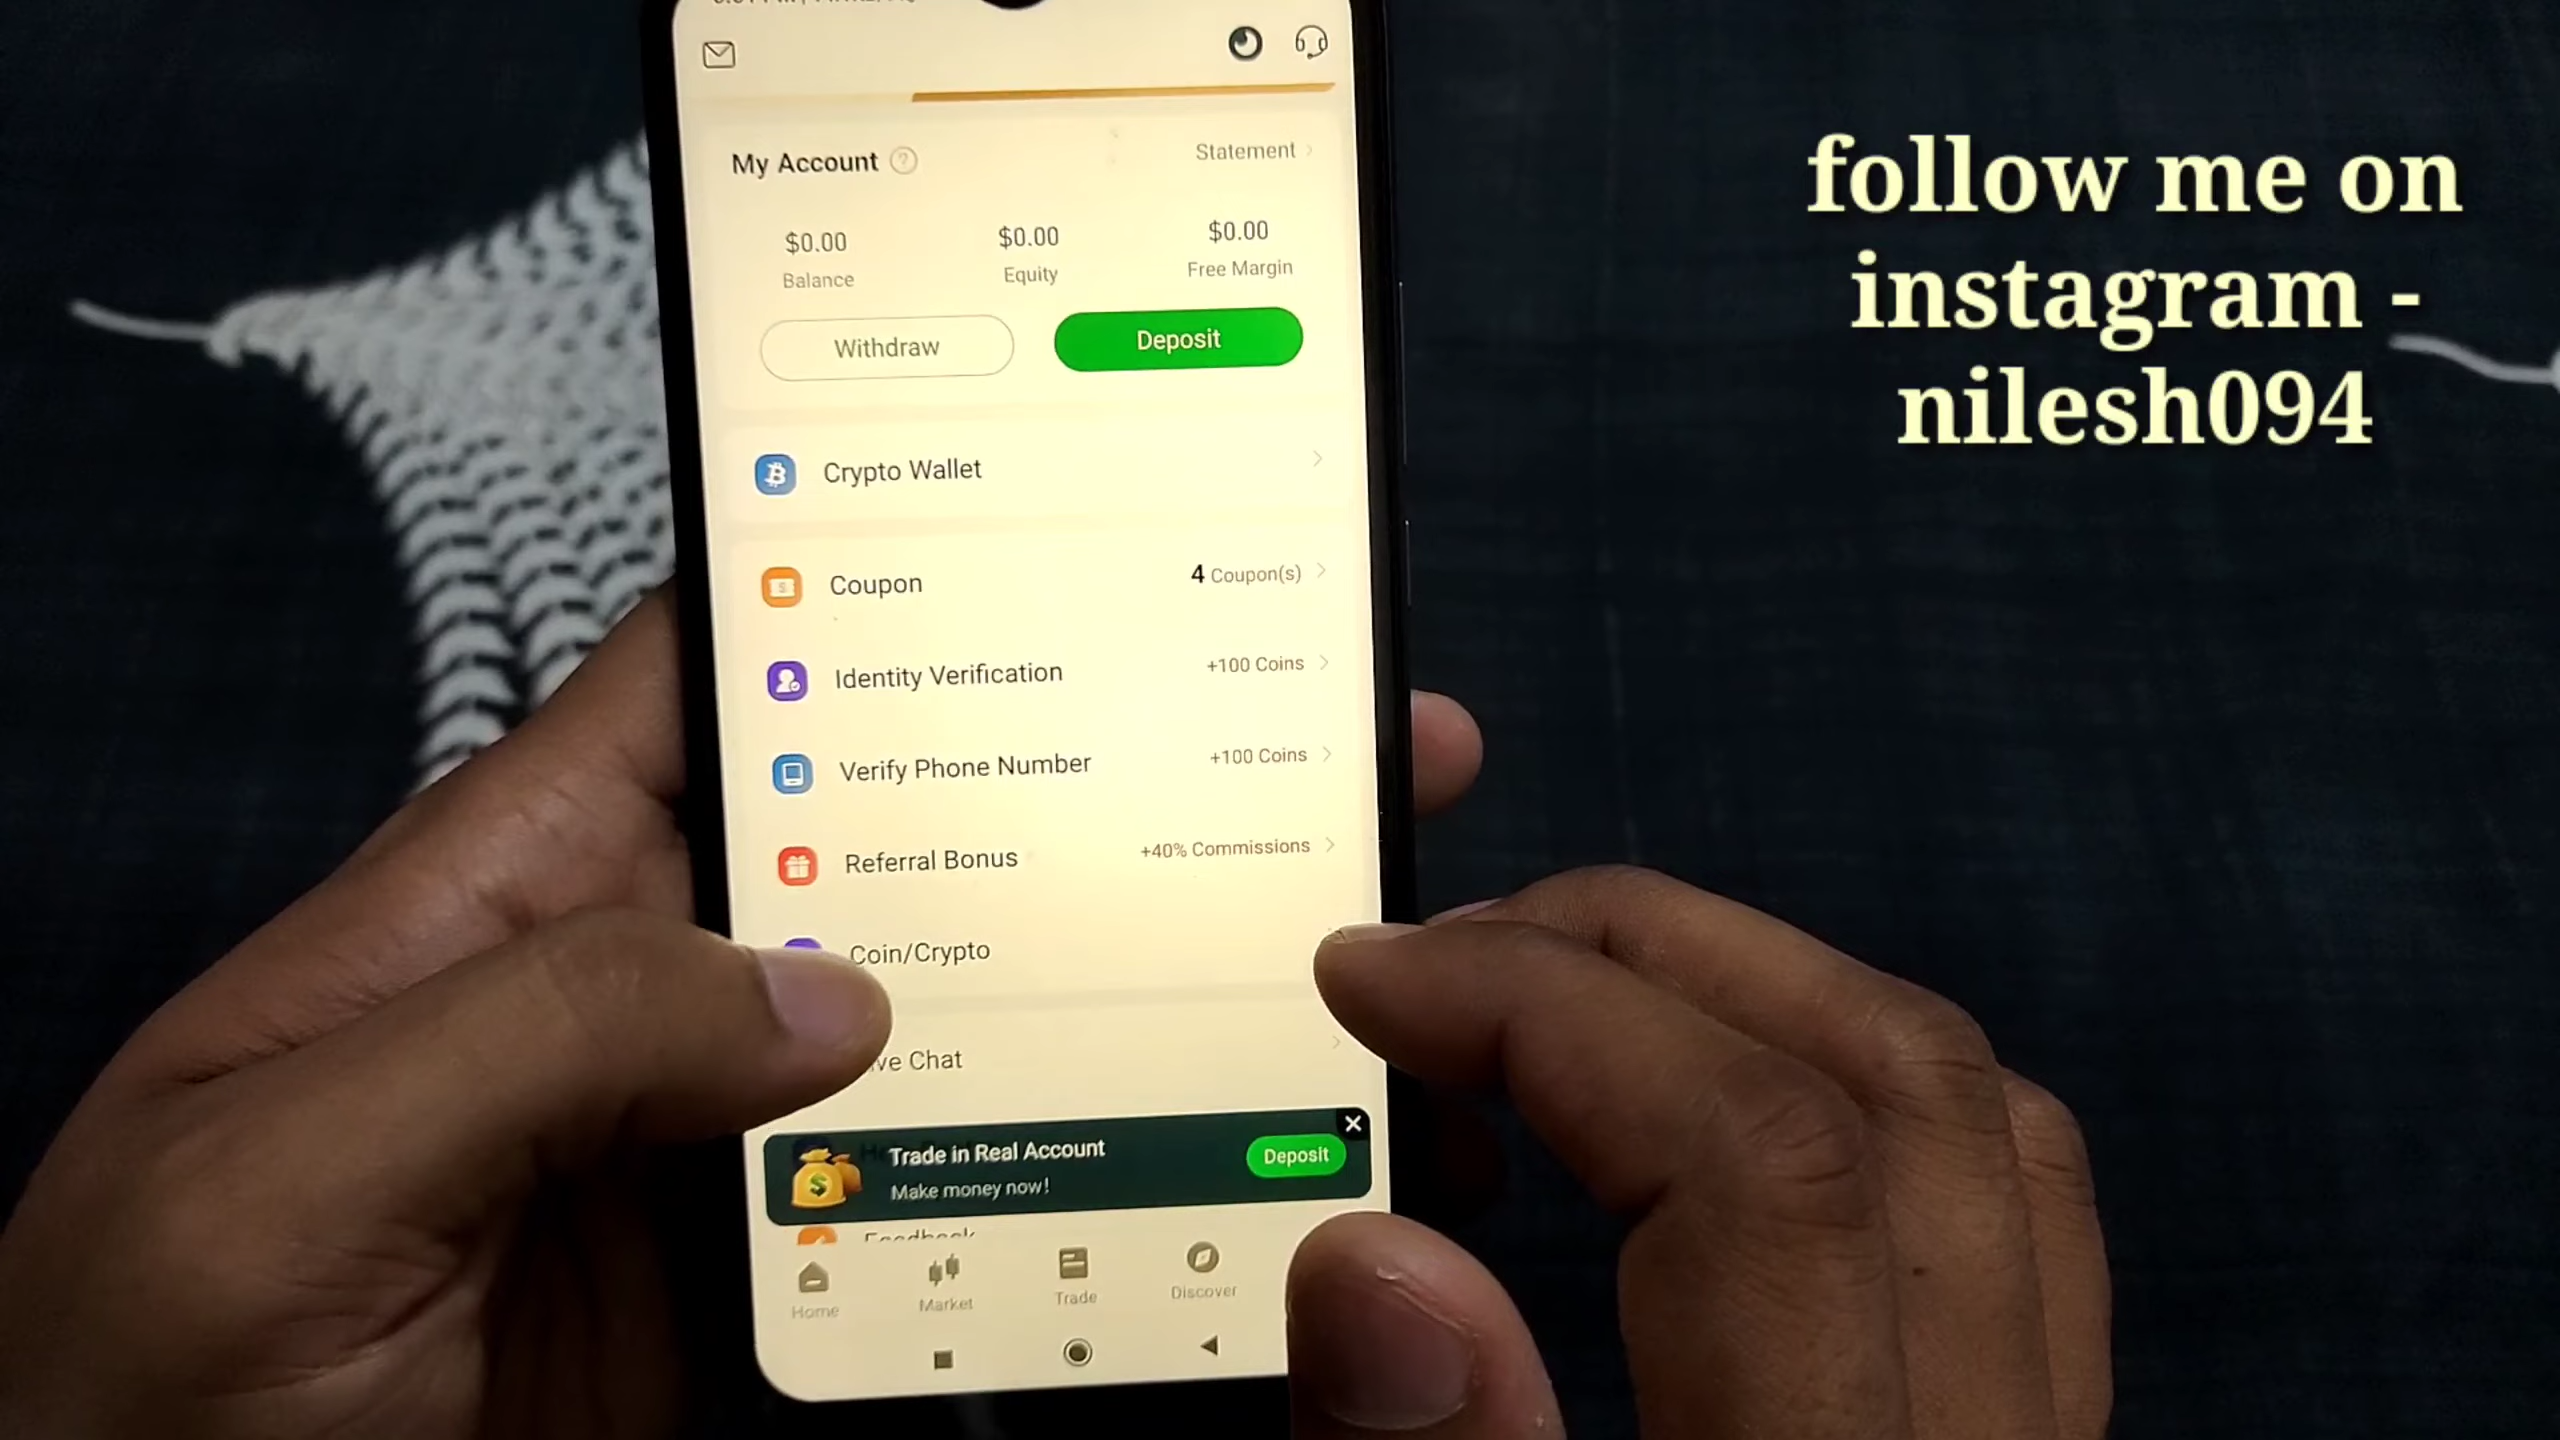 follow me on
instagram -
nilesh094
My Account ?
Statement
$0.00
$0.00
$0.00
Balance
Equity
Free Margin
Withdraw
Deposit
Crypto Wallet
Coupon
4 Coupon(s)
Identity Verification
+100 Coins
Verify Phone Number
+100 Coins
Referral Bonus
+40% Commissions
Coin/Crypto
ve Chat
Trade in Real Account
Make money now!
Deposit
Feedback
Home
Market
Trade
Discover